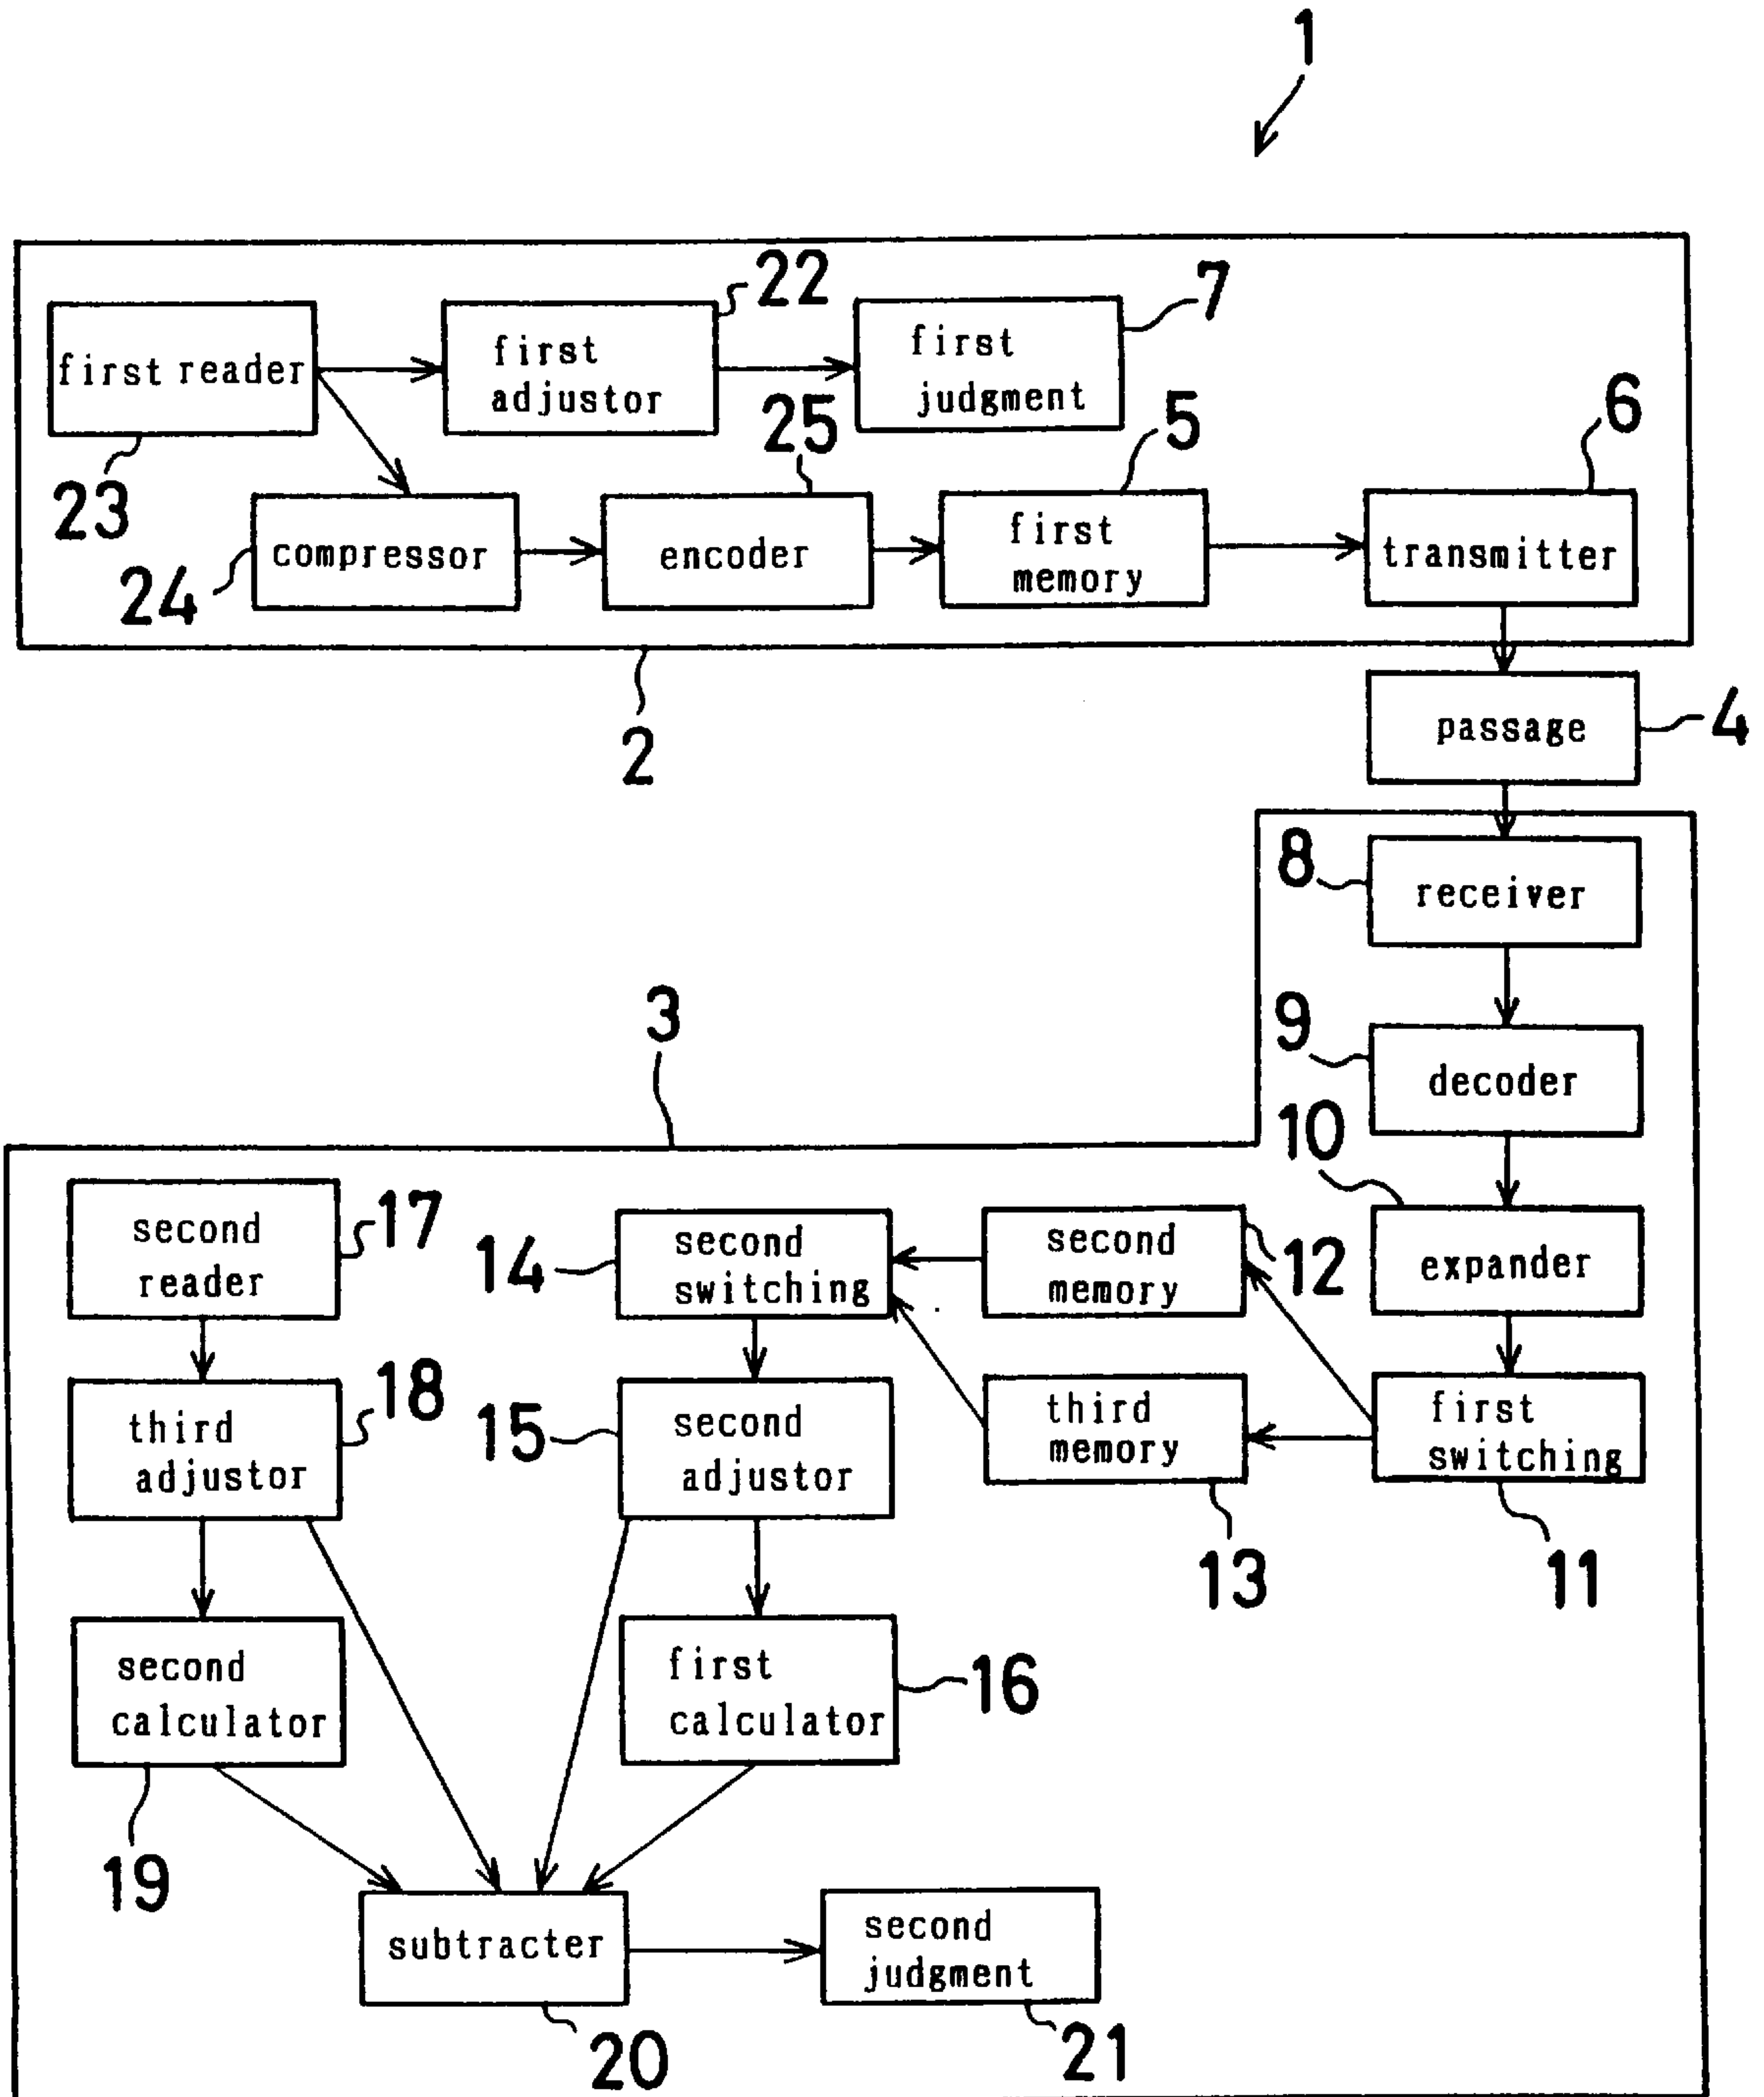 1
22
7
first reader
first
adjustor
first
judgment
23
25
5
6
24
compressor
encoder
first
memory
transmitter
2
passage
4
8
receiver
3
9
decoder
10
second
reader
17
14
second
switching
second
memory
12
expander
third
adjustor
18
15
second
adjustor
third
memory
first
switching
13
11
second
calculator
first
calculator
16
19
subtracter
second
judgment
20
21